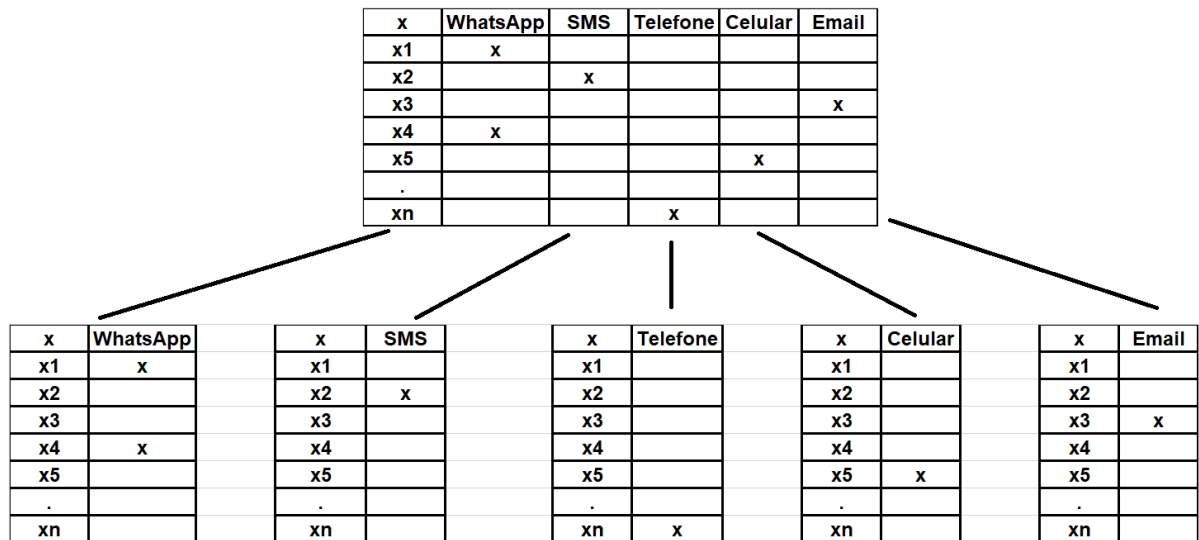 x WhatsApp SMS Telefone Celular Email
x1 x
x2 x
x3 x
x4 x
x5 x
.
xn x
x WhatsApp x SMS x Telefone x Celular x Email
x1 x x1 x1 x1 x1
x2 x2 x x2 x2 x2
x3 x3 x3 x3 x3 x
x4 x x4 x4 x4 x4
x5 x5 x5 x5 x x5
. . . . .
xn xn xn x xn xn